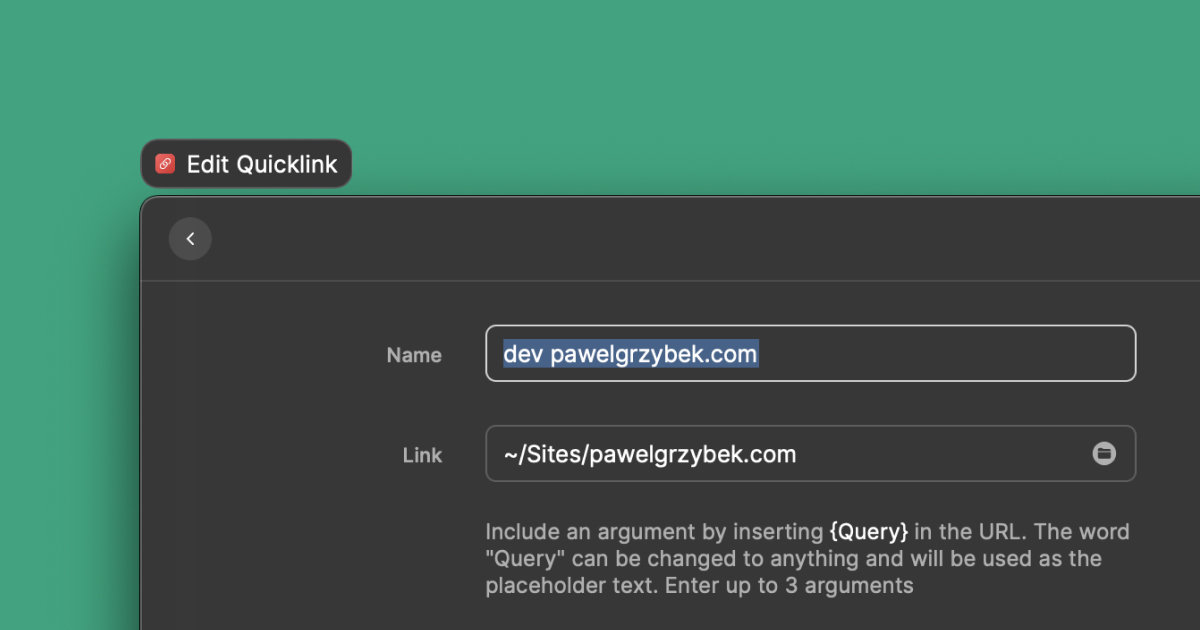 Edit Quicklink
Name
dev pawelgrzybek.com
Link
~/Sites/pawelgrzybek.com
Include an argument by inserting {Query} in the URL. The word
"Query" can be changed to anything and will be used as the
placeholder text. Enter up to 3 arguments